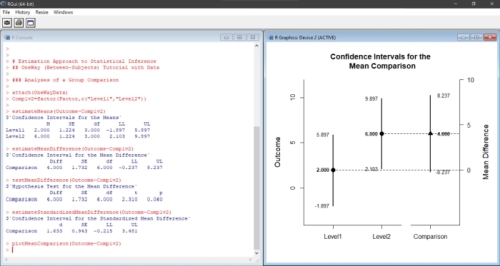 RGui (64-bit)
File History Resize Windows
R Console
>
>
> # Estimation Approach to Statistical Inference
> ## OneWay (Between-Subjects) Tutorial with Data
>
> ### Analyses of a Group Comparison
>
> attach(OneWayData)
> Comp1v2=factor(Factor,c("Level1","Level2"))
>
> estimateMeans(Outcome~Comp1v2)
$`Confidence Intervals for the Means`
M SE df LL UL
Level1 2.000 1.224 3.000 -1.897 5.897
Level2 6.000 1.224 3.000 2.103 9.897
> estimateMeanDifference(Outcome~Comp1v2)
$`Confidence Interval for the Mean Difference`
Diff SE df LL UL
Comparison 4.000 1.732 6.000 -0.237 8.237
> testMeanDifference(Outcome~Comp1v2)
$`Hypothesis Test for the Mean Difference`
Diff SE df t p
Comparison 4.000 1.732 6.000 2.310 0.060
> estimateStandardizedMeanDifference(Outcome~Comp1v2)
$`Confidence Interval for the Standardized Mean Difference`
d SE LL UL
Comparison
> plotMeanComparison(Outcome~Comp1v2)
>
R Graphics: Device 2 (ACTIVE)
Confidence Intervals for the
Mean Comparison
Outcome
10
5
0
5.897
2.000
-1.897
9.897
6.000
2.103
8.237
4.000
-0.237
10
5
0
Mean Difference
Level1 Level2 Comparison